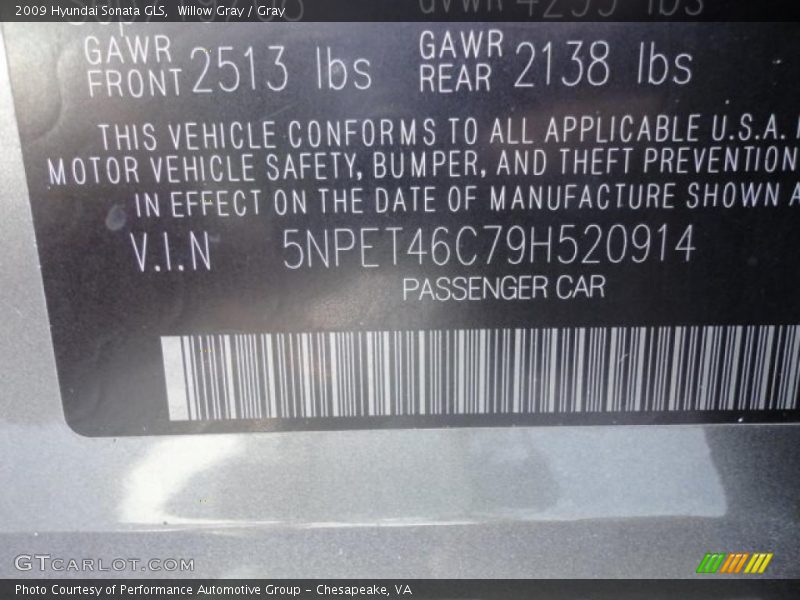 2009 Hyundai Sonata GLS, Willow Gray / Gray
GAWR FRONT 2513 lbs GAWR REAR 2138 lbs
THIS VEHICLE CONFORMS TO ALL APPLICABLE U.S.A.
MOTOR VEHICLE SAFETY, BUMPER, AND THEFT PREVENTION
IN EFFECT ON THE DATE OF MANUFACTURE SHOWN
V.I.N 5NPET46C79H520914
PASSENGER CAR
GTCARLOT.COM
Photo Courtesy of Performance Automotive Group - Chesapeake, VA